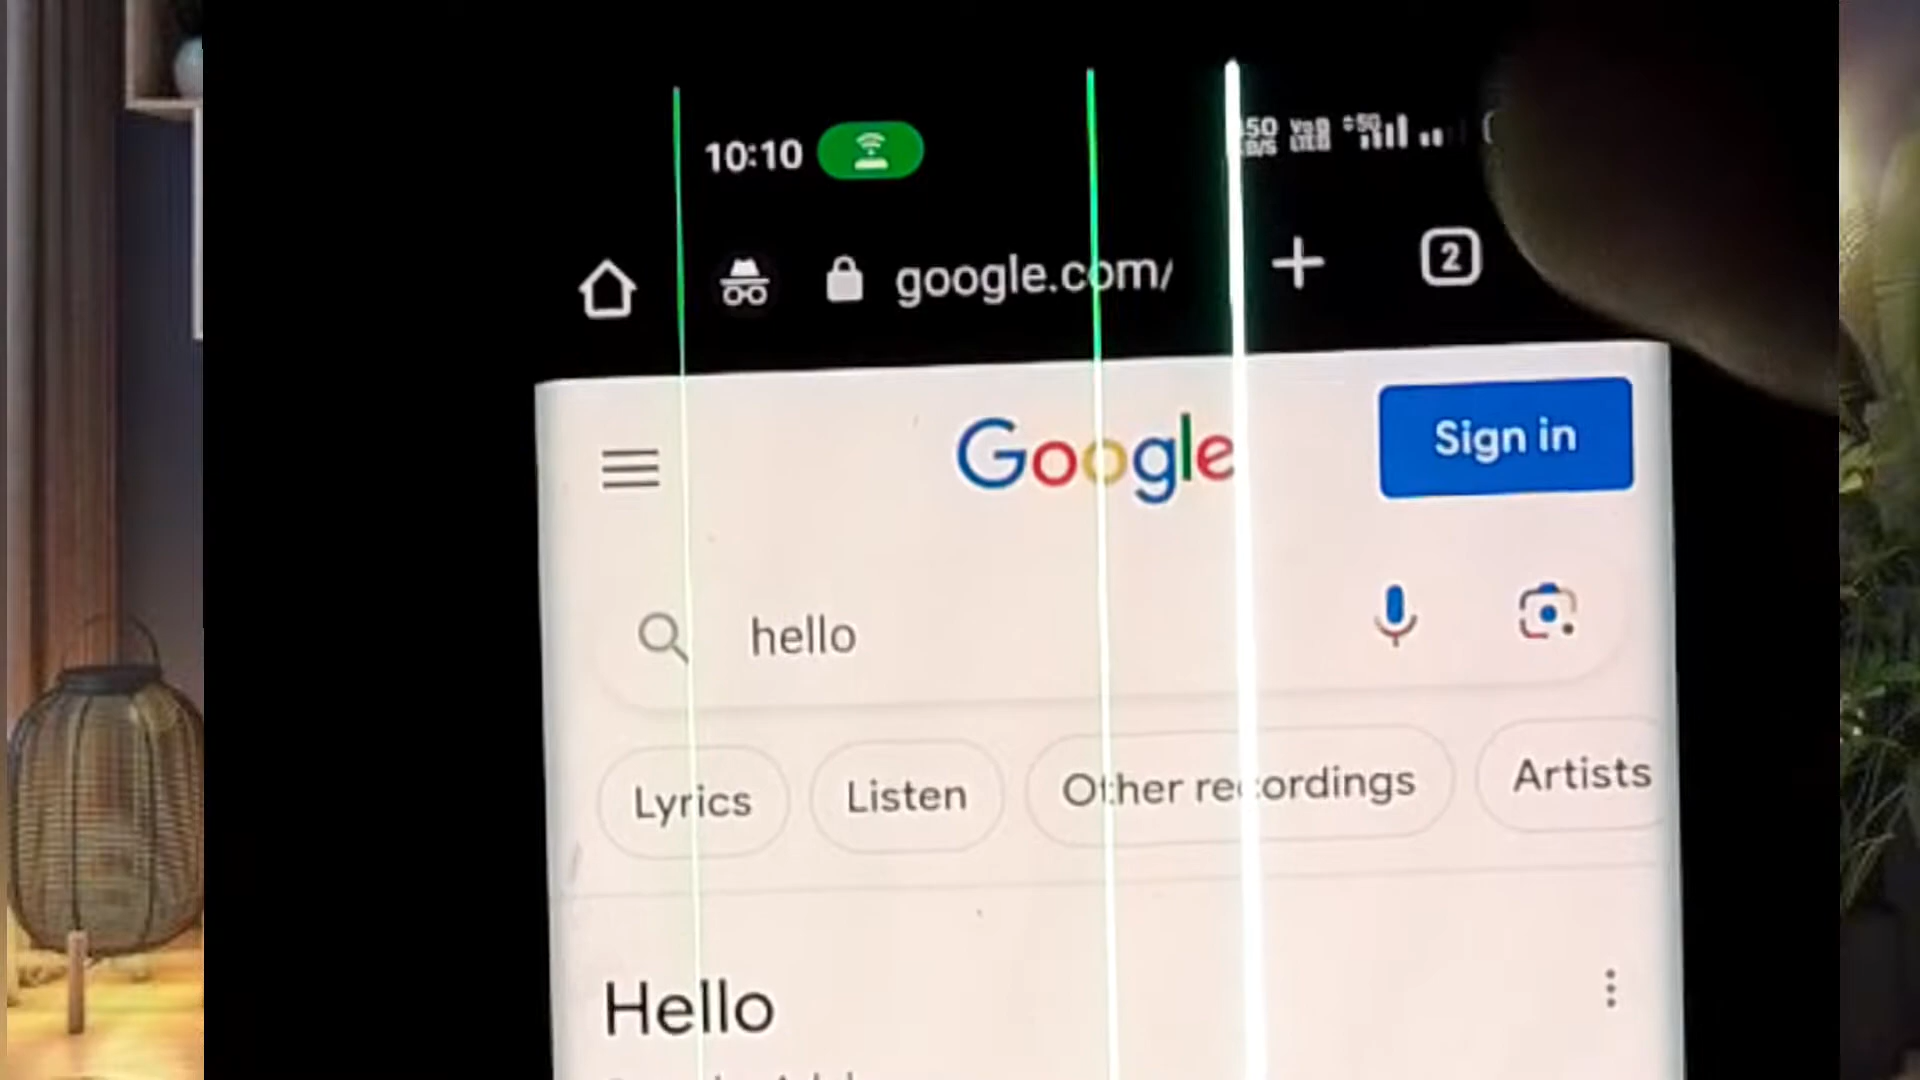 10:10
google.com/
2
Google
Sign in
hello
Lyrics
Listen
Other recordings
Artists
Hello